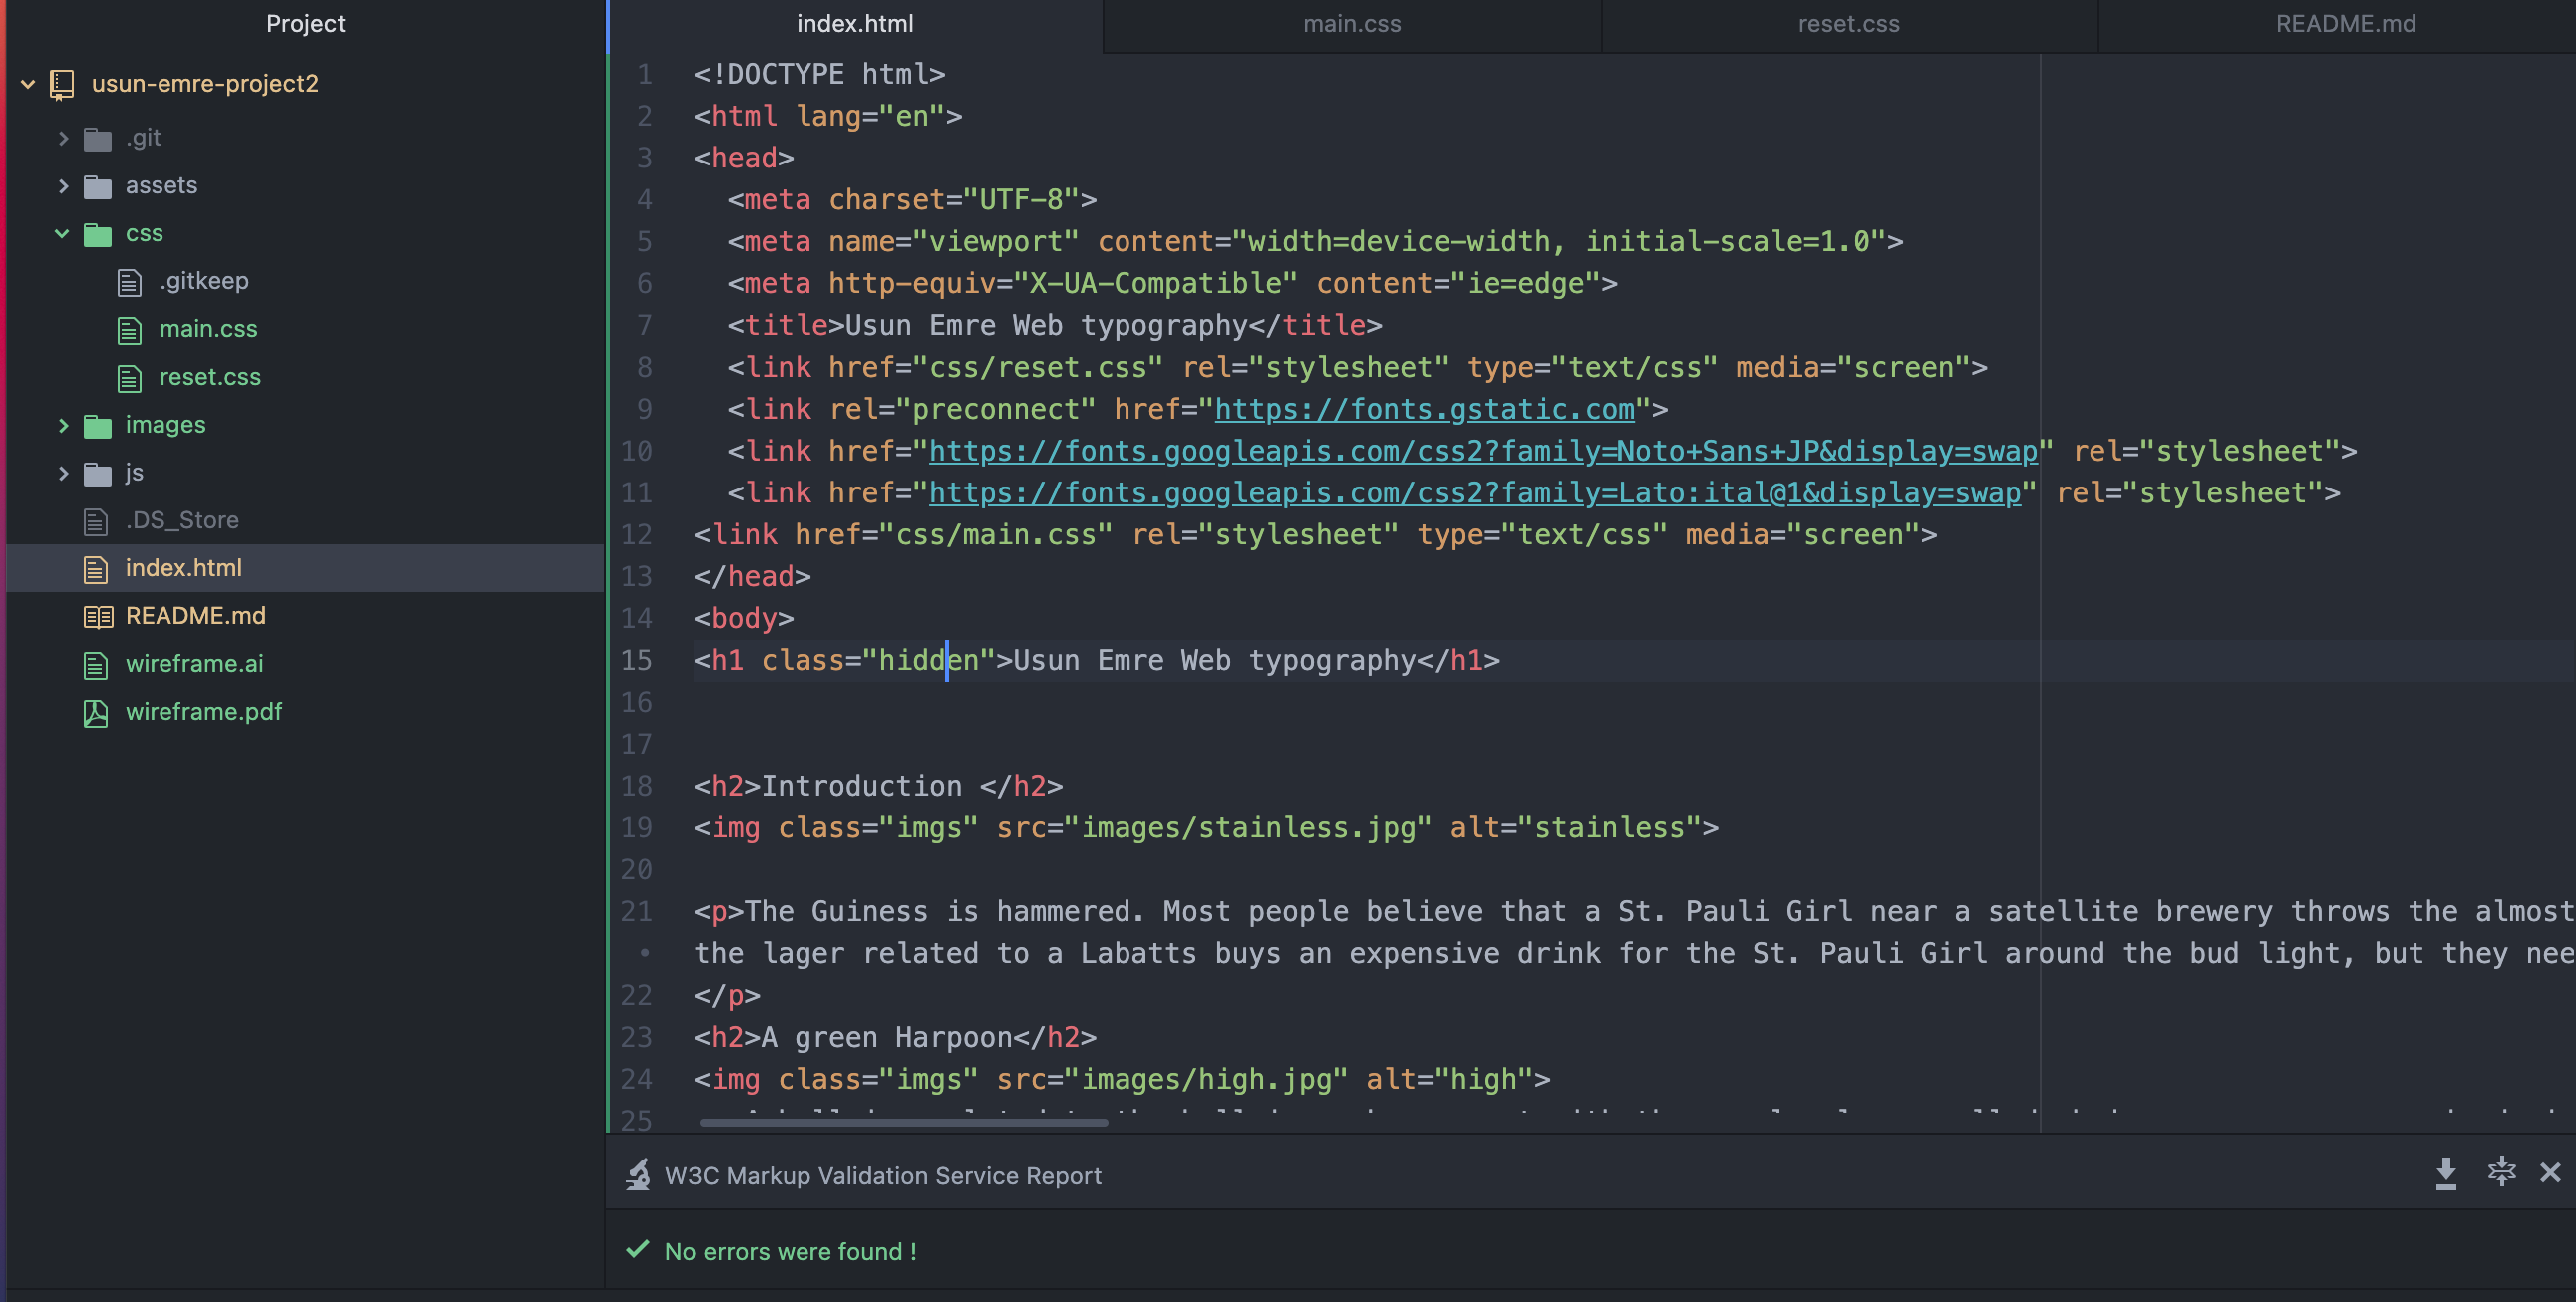 Project
usun-emre-project2
.git
assets
css
.gitkeep
main.css
reset.css
images
js
.DS_Store
index.html
README.md
wireframe.ai
wireframe.pdf
index.html main.css reset.css README.md
1 <!DOCTYPE html>
2 <html lang="en">
3 <head>
4 <meta charset="UTF-8">
5 <meta name="viewport" content="width=device-width, initial-scale=1.0">
6 <meta http-equiv="X-UA-Compatible" content="ie=edge">
7 <title>Usun Emre Web typography</title>
8 <link href="css/reset.css" rel="stylesheet" type="text/css" media="screen">
9 <link rel="preconnect" href="https://fonts.gstatic.com">
10 <link href="https://fonts.googleapis.com/css2?family=Noto+Sans+JP&display=swap" rel="stylesheet">
11 <link href="https://fonts.googleapis.com/css2?family=Lato:ital@1&display=swap" rel="stylesheet">
12 <link href="css/main.css" rel="stylesheet" type="text/css" media="screen">
13 </head>
14 <body>
15 <h1 class="hidden">Usun Emre Web typography</h1>
16
17
18 <h2>Introduction </h2>
19 <img class="imgs" src="images/stainless.jpg" alt="stainless">
20
21 <p>The Guiness is hammered. Most people believe that a St. Pauli Girl near a satellite brewery throws the almost
• the lager related to a Labatts buys an expensive drink for the St. Pauli Girl around the bud light, but they nee
22 </p>
23 <h2>A green Harpoon</h2>
24 <img class="imgs" src="images/high.jpg" alt="high">
25
W3C Markup Validation Service Report
No errors were found !